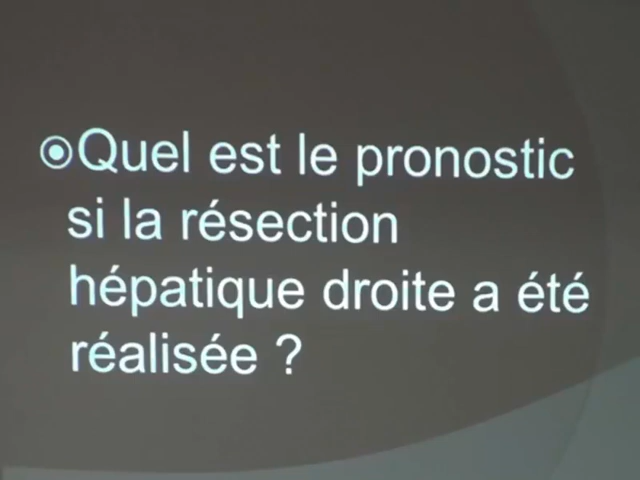 Quel est le pronostic
si la résection
hépatique droite a été
réalisée ?